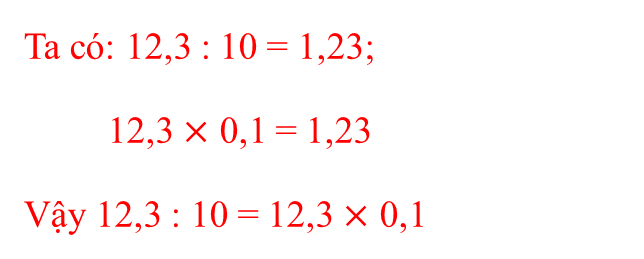 Ta có: 12,3 : 10 = 1,23;
12,3 × 0,1 = 1,23
Vậy 12,3 : 10 = 12,3 × 0,1